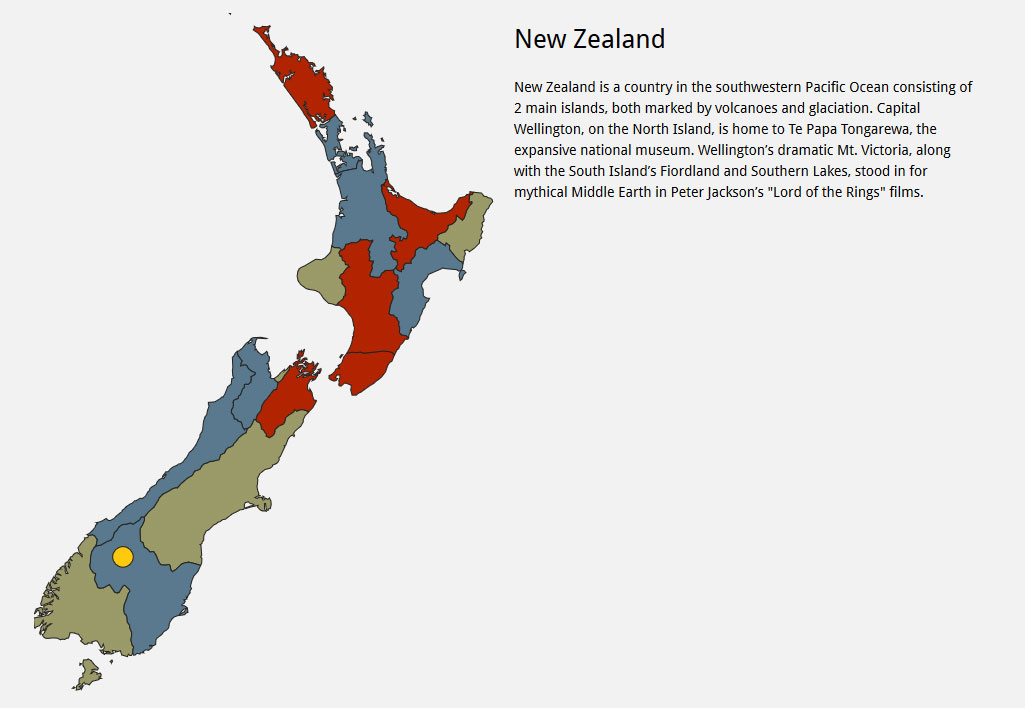 New Zealand
New Zealand is a country in the southwestern Pacific Ocean consisting of
2 main islands, both marked by volcanoes and glaciation. Capital
Wellington, on the North Island, is home to Te Papa Tongarewa, the
expansive national museum. Wellington’s dramatic Mt. Victoria, along
with the South Island’s Fiordland and Southern Lakes, stood in for
mythical Middle Earth in Peter Jackson’s "Lord of the Rings" films.